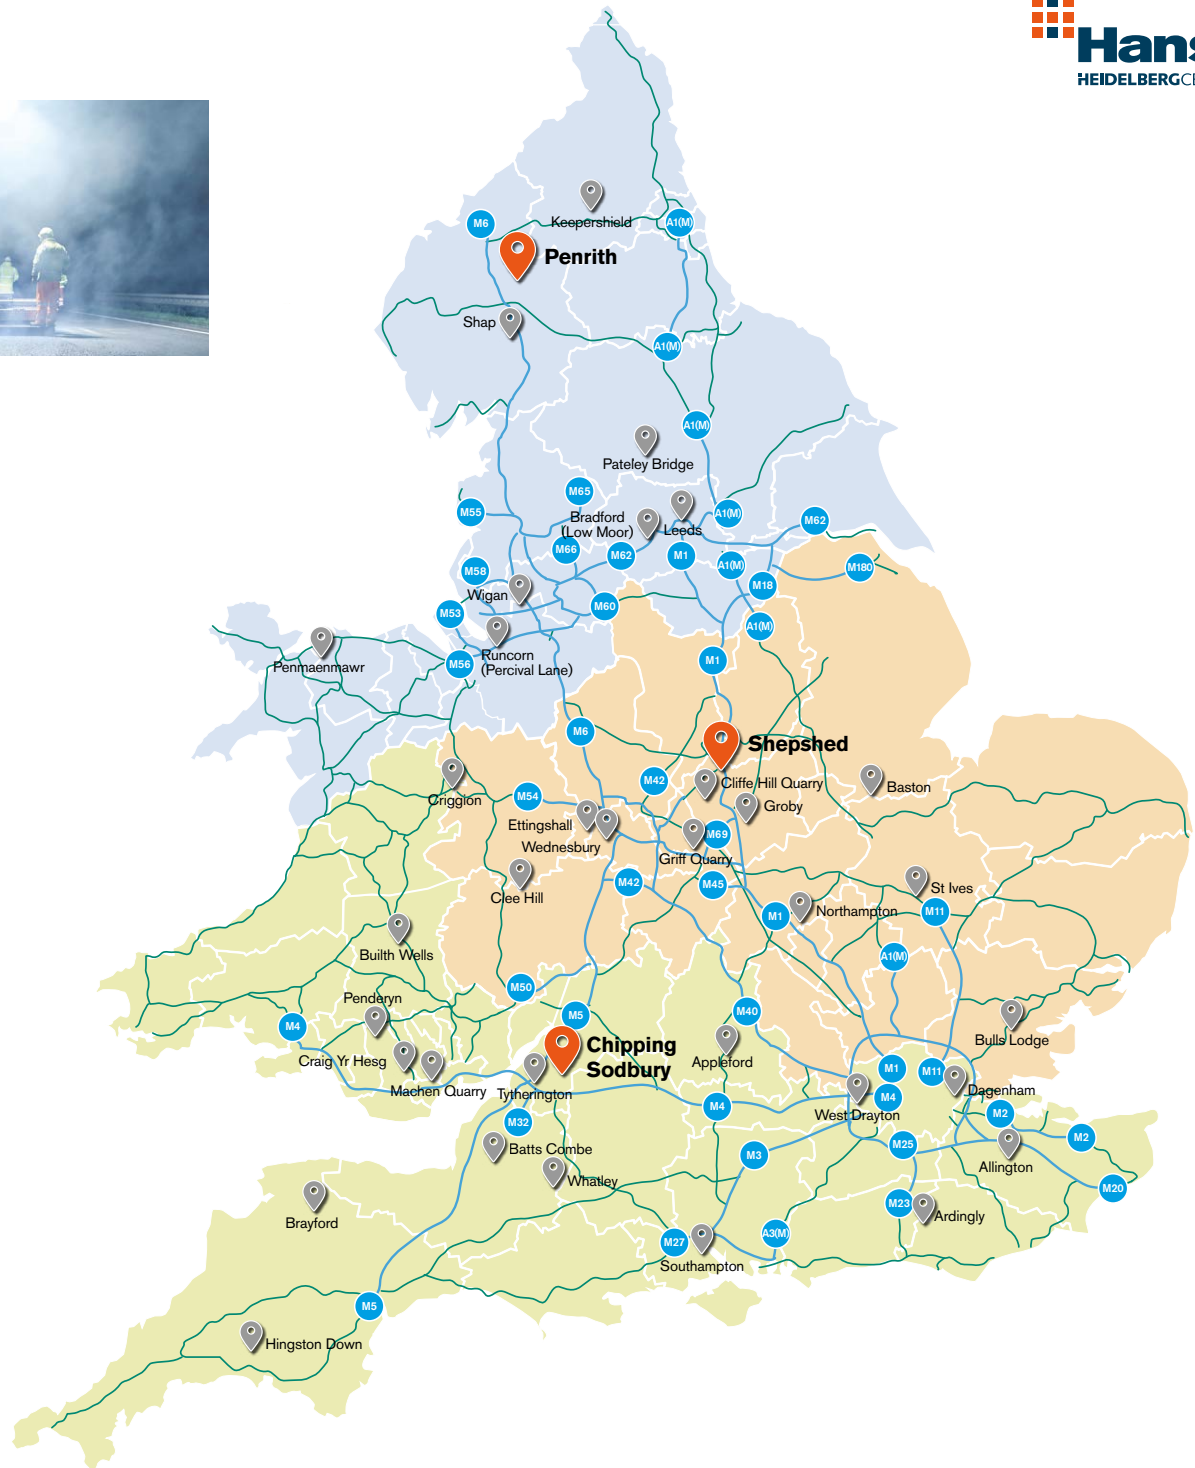 Hans
HEIDELBERGCE
Keepershield
M6
A1(M)
Penrith
Shap
A1(M)
A1(M)
Pateley Bridge
M65
M55
Bradford
(Low Moor)
Leeds
A1(M)
M62
M66
M62
M1
A1(M)
M180
M58
Wigan
M18
M53
M60
A1(M)
Runcorn
(Percival Lane)
Penmaenmawr
M56
M1
M6
Shepshed
Criggion
M42
Cliffe Hill Quarry
Baston
M54
Groby
Ettingshall
Wednesbury
M69
Griff Quarry
Clee Hill
M42
M45
St Ives
M1
Northampton
M11
Builth Wells
A1(M)
M50
Penderyn
M5
M40
M4
Bulls Lodge
Chipping
Sodbury
Craig Yr Hesg
Appleford
Machen Quarry
Tytherington
M1
M11
Dagenham
M4
M4
West Drayton
M2
M32
M2
Batts Combe
M3
M25
Allington
Whatley
M20
Brayford
M23
Ardingly
M27
A3(M)
Southampton
M5
Hingston Down